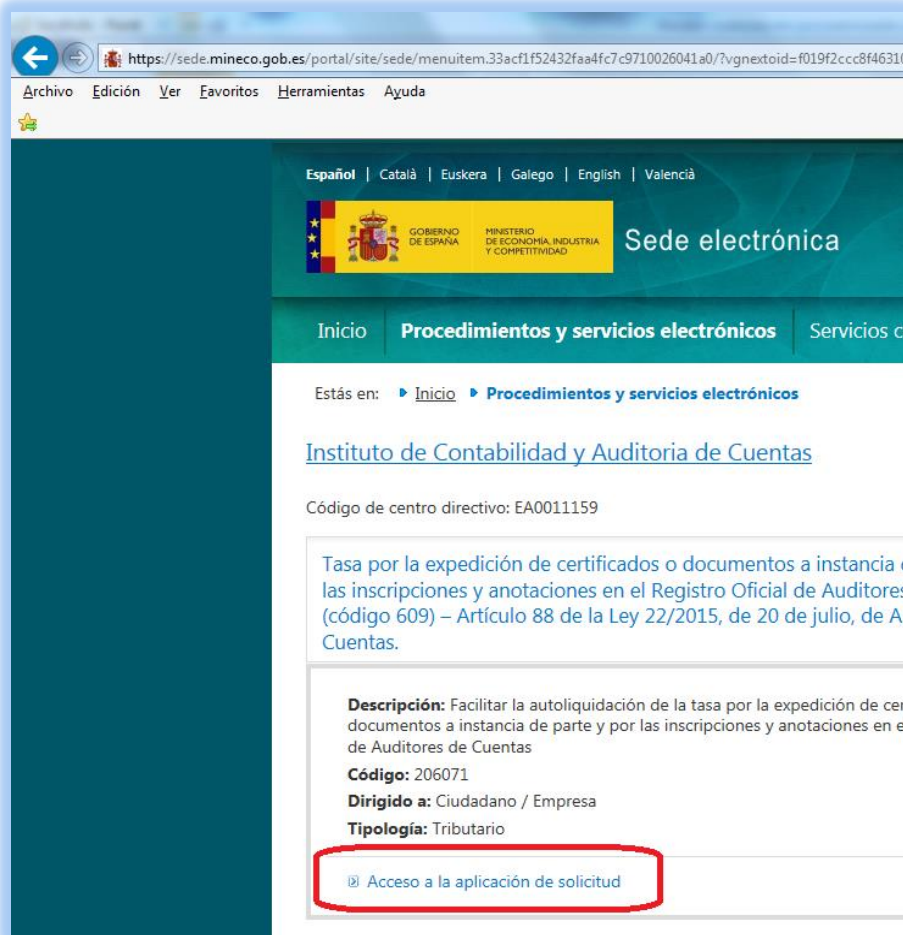 https://sede.mineco.gob.es/portal/site/sede/menuitem.33acf1f52432faa4fc7c9710026041a0/?vgnextoid=f019f2ccc8f46310
Archivo Edición Ver Favoritos Herramientas Ayuda
Español | Català | Euskera | Galego | English | Valencià
GOBIERNO
DE ESPAÑA
MINISTERIO
DE ECONOMÍA, INDUSTRIA
Y COMPETITIVIDAD
Sede electrónica
Inicio Procedimientos y servicios electrónicos Servicios c
Estás en: Inicio Procedimientos y servicios electrónicos
Instituto de Contabilidad y Auditoria de Cuentas
Código de centro directivo: EA0011159
Tasa por la expedición de certificados o documentos a instancia
las inscripciones y anotaciones en el Registro Oficial de Auditores
(código 609) – Artículo 88 de la Ley 22/2015, de 20 de julio, de A
Cuentas.
Descripción: Facilitar la autoliquidación de la tasa por la expedición de cer
documentos a instancia de parte y por las inscripciones y anotaciones en e
de Auditores de Cuentas
Código: 206071
Dirigido a: Ciudadano / Empresa
Tipología: Tributario
Acceso a la aplicación de solicitud